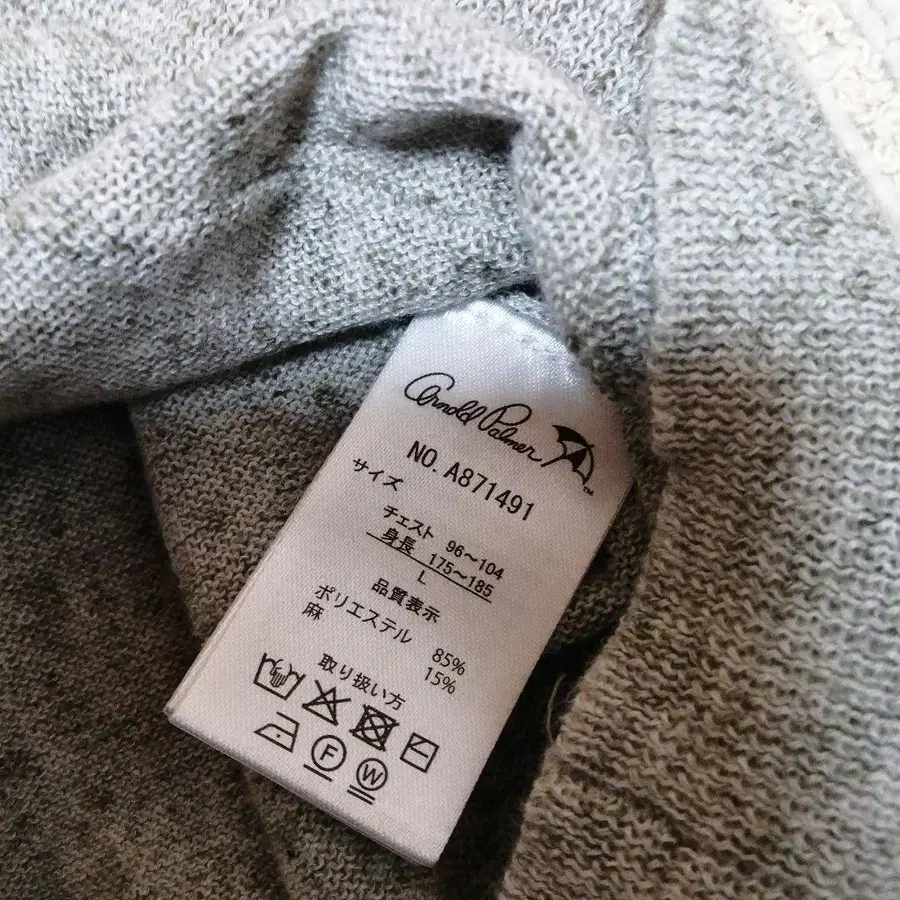 Arnold Palmer
TM
NO. A871491
サイズ
チェスト 96～104
身長 175～185
L
品質表示
ポリエステル 85%
麻 15%
取り扱い方
F
W